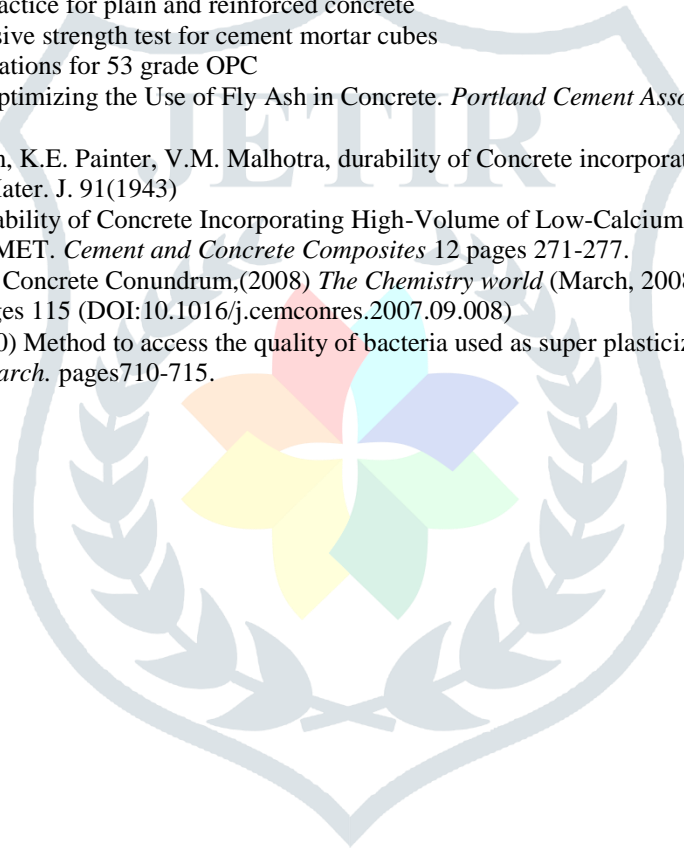 actice for plain and reinforced concrete
sive strength test for cement mortar cubes
ations for 53 grade OPC
ptimizing the Use of Fly Ash in Concrete. Portland Cement Asso
n, K.E. Painter, V.M. Malhotra, durability of Concrete incorporat
Mater. J. 91(1943)
ability of Concrete Incorporating High-Volume of Low-Calcium
MET. Cement and Concrete Composites 12 pages 271-277.
Concrete Conundrum,(2008) The Chemistry world (March, 2008
ges 115 (DOI:10.1016/j.cemconres.2007.09.008)
0) Method to access the quality of bacteria used as super plasticiz
arch. pages710-715.
JETIR